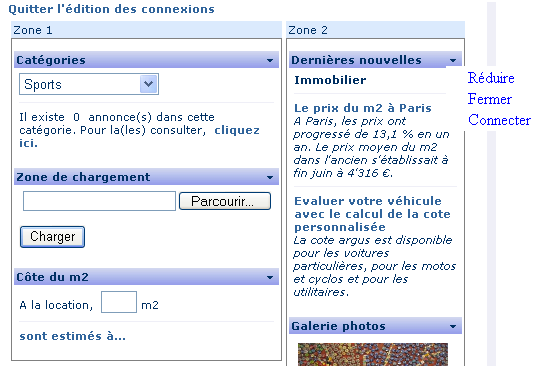 Quitter l'édition des connexions
Zone 1
Catégories
Sports
Il existe 0 annonce(s) dans cette
catégorie. Pour la(les) consulter, cliquez
ici.
Zone de chargement
Parcourir...
Charger
Côte du m2
A la location, m2
sont estimés à...
Zone 2
Dernières nouvelles
Immobilier
Le prix du m2 à Paris
A Paris, les prix ont
progressé de 13,1 % en un
an. Le prix moyen du m2
dans l'ancien s'établissait à
fin juin à 4'316 €.
Evaluer votre véhicule
avec le calcul de la cote
personnalisée
La cote argus est disponible
pour les voitures
particulières, pour les motos
et cyclos et pour les
utilitaires.
Galerie photos
Réduire
Fermer
Connecter